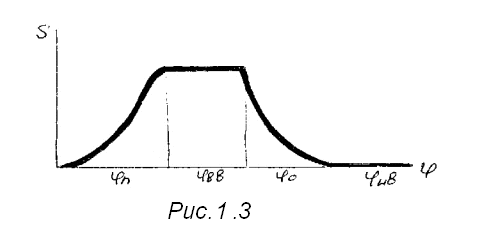 S
φп φвв φо φнв φ
Рис. 1.3